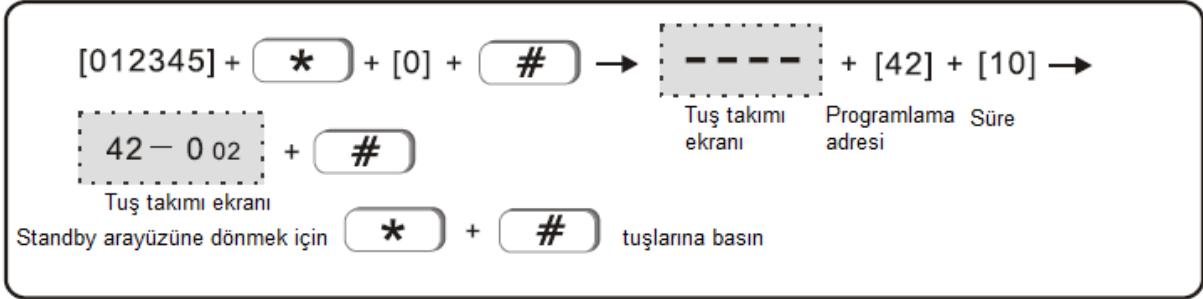 [012345] + * + [0] + # → ---- + [42] + [10] →
Tuş takımı ekranı Programlama adresi Süre
42— 0 02 + #
Tuş takımı ekranı
Standby arayüzüne dönmek için * + # tuşlarına basın